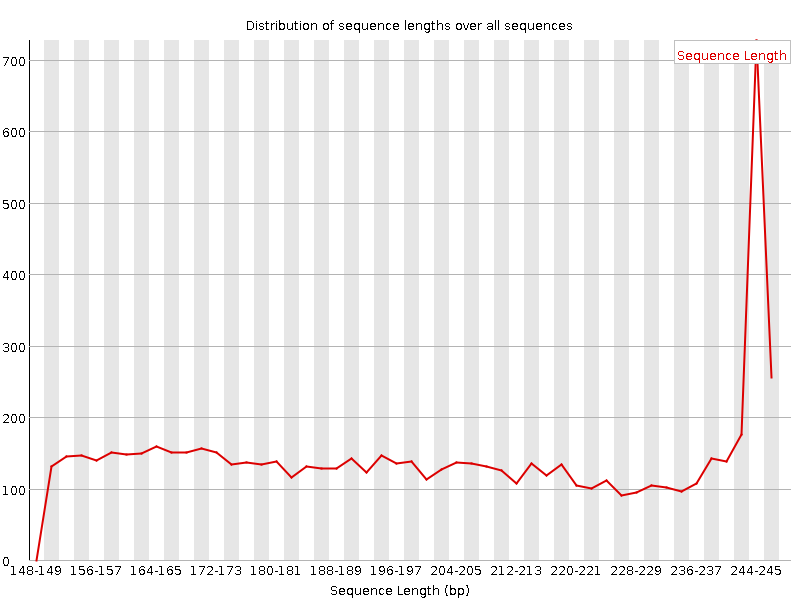 Distribution of sequence lengths over all sequences
Sequence Length
700
600
500
400
300
200
100
0
148-149 156-157 164-165 172-173 180-181 188-189 196-197 204-205 212-213 220-221 228-229 236-237 244-245
Sequence Length (bp)